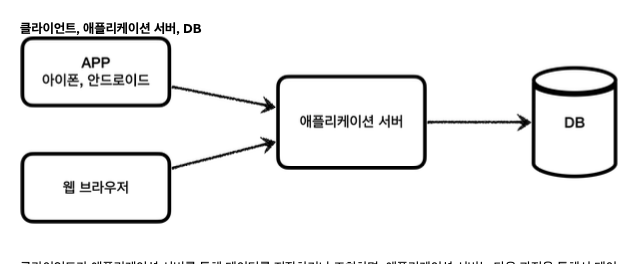 클라이언트, 애플리케이션 서버, DB
APP
아이폰, 안드로이드
애플리케이션 서버
DB
웹 브라우저